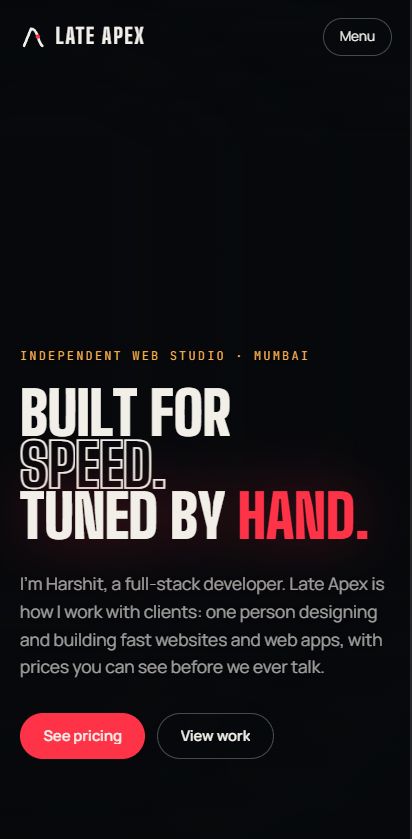 LATE APEX
Menu
INDEPENDENT WEB STUDIO · MUMBAI
BUILT FOR
SPEED.
TUNED BY HAND.
I'm Harshit, a full-stack developer. Late Apex is
how I work with clients: one person designing
and building fast websites and web apps, with
prices you can see before we ever talk.
See pricing
View work